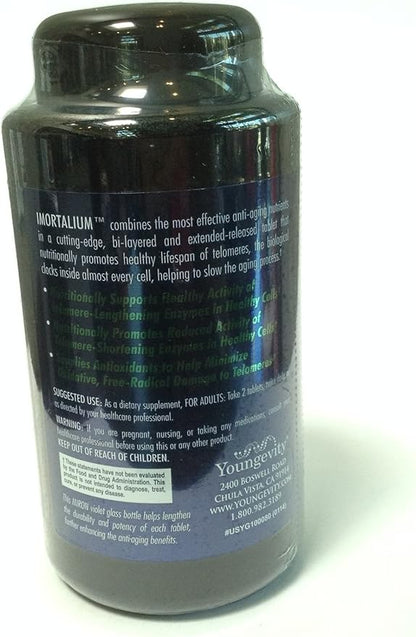 IMORTALIUM™ combines the most effective anti-aging nutrients
in a cutting-edge, bi-layered and extended-released tablet that
nutritionally promotes healthy lifespan of telomeres, the biological
clocks inside almost every cell, helping to slow the aging process.†
• Nutritionally Supports Healthy Activity of
Telomere-Lengthening Enzymes in Healthy Cells
• Nutritionally Promotes Reduced Activity of
Telomere-Shortening Enzymes in Healthy Cells
• Supplies Antioxidants to Help Minimize
Oxidative, Free-Radical Damage to Telomeres
SUGGESTED USE: As a dietary supplement, FOR ADULTS: Take 2 tablets,
as directed by your healthcare professional.
WARNING: If you are pregnant, nursing, or taking any medications, consult
healthcare professional before using this or any other product.
KEEP OUT OF REACH OF CHILDREN.
† These statements have not been evaluated
by the Food and Drug Administration. This
product is not intended to diagnose, treat,
cure, or prevent any disease.
This MIRON violet glass bottle helps lengthen
the durability and potency of each tablet,
further enhancing the anti-aging benefits.
Youngevity
2400 BOSWELL ROAD
CHULA VISTA, CA 91914
WWW.YOUNGEVITY.COM
1.800.982.3189
#USYG100080 (0114)